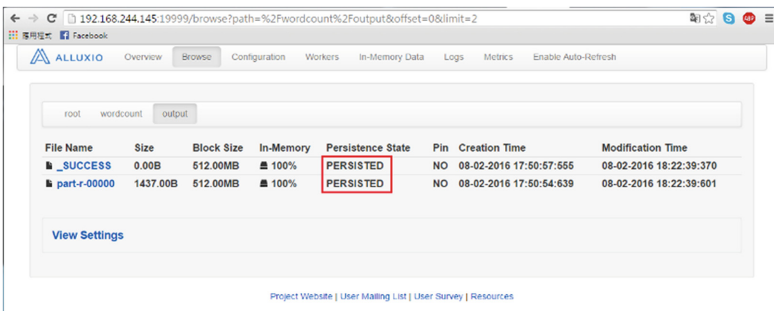 192.168.244.145:19999/browse?path=%2Fwordcount%2Foutput&offset=0&limit=2
應用程式 Facebook
ALLUXIO Overview Browse Configuration Workers In-Memory Data Logs Metrics Enable Auto-Refresh
root wordcount output
File Name Size Block Size In-Memory Persistence State Pin Creation Time Modification Time
_SUCCESS 0.00B 512.00MB 100% PERSISTED NO 08-02-2016 17:50:57:555 08-02-2016 18:22:39:370
part-r-00000 1437.00B 512.00MB 100% PERSISTED NO 08-02-2016 17:50:54:639 08-02-2016 18:22:39:601
View Settings
Project Website | User Mailing List | User Survey | Resources